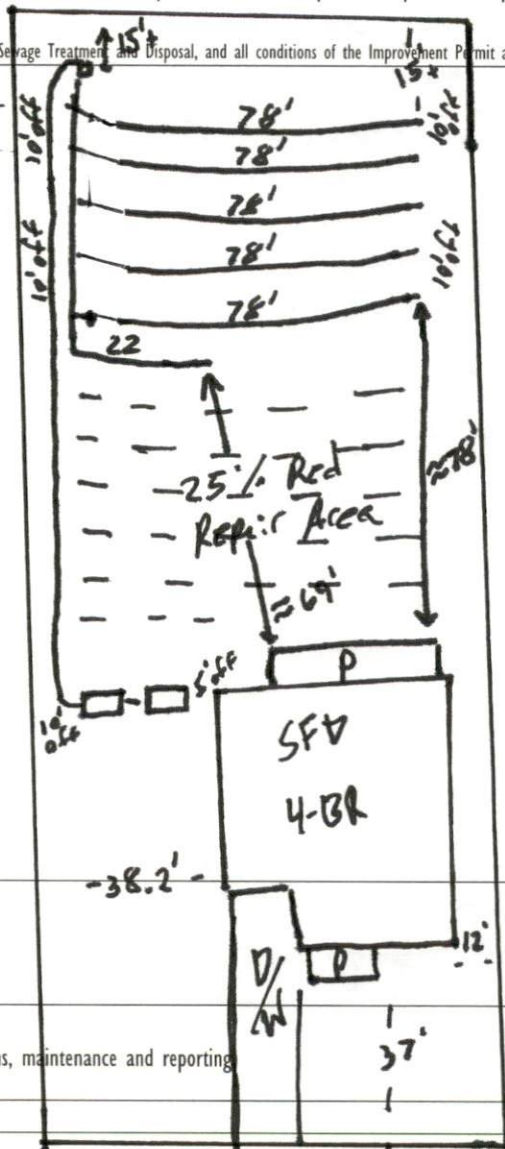 15'+
Sewage Treatment and Disposal, and all conditions of the Improvement Permit a
15'+
10' off
78'
10' off
78'
78'
10' off
78'
10' off
78'
22
≈78'
25% Red
Repair Area
≈69'
P
5' off
10' off
SFD
4-BR
-38.2'-
12'
D/W
P
37'
ns, maintenance and reporting